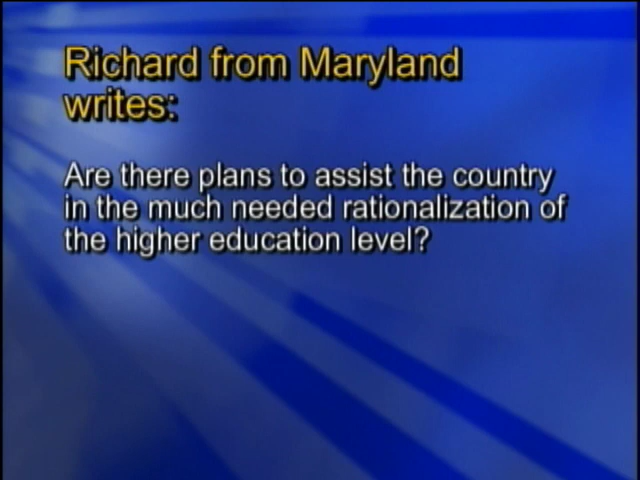 Richard from Maryland
writes:
Are there plans to assist the country
in the much needed rationalization of
the higher education level?